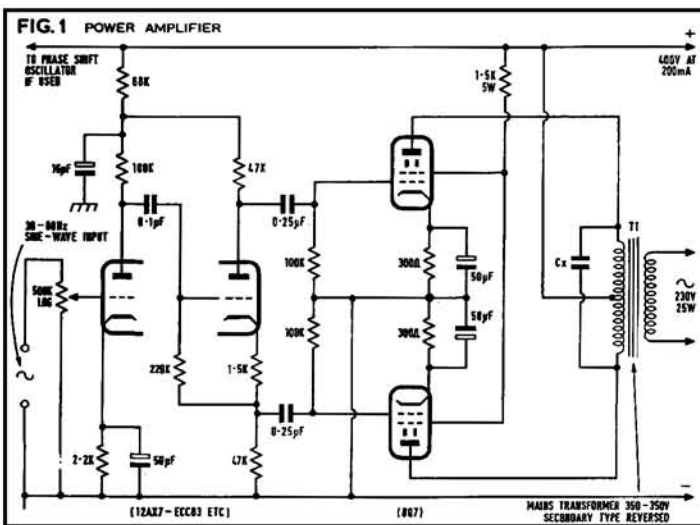 FIG.1 POWER AMPLIFIER
TO PHASE SHIFT
OSCILLATOR
IF USED
+
400V AT
200mA
68K
1·5K
5W
16µF
100K
47K
0·1µF
0·25µF
30-80Hz
SINE-WAVE INPUT
500K
LOG
100K
300Ω
50µF
Cx
T1
230V
25W
100K
300Ω
50µF
220K
1·5K
0·25µF
2·2K
50µF
47K
(12AX7-ECC83 ETC)
(807)
−
MAINS TRANSFORMER 350-350V
SECONDARY TYPE REVERSED